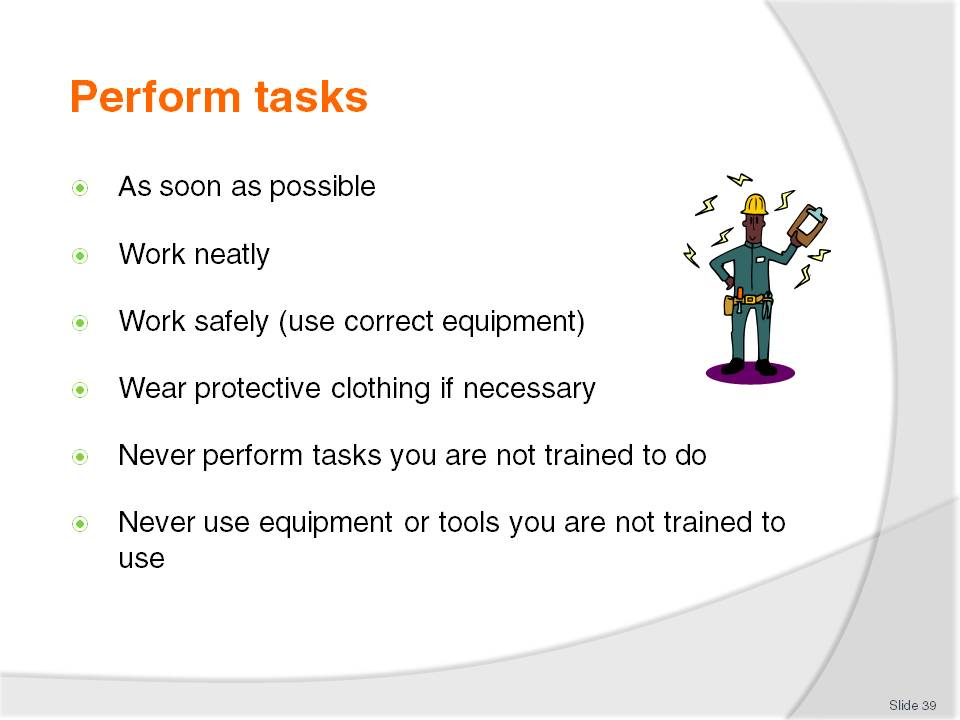 Perform tasks
As soon as possible
Work neatly
Work safely (use correct equipment)
Wear protective clothing if necessary
Never perform tasks you are not trained to do
Never use equipment or tools you are not trained to
use
Slide 39